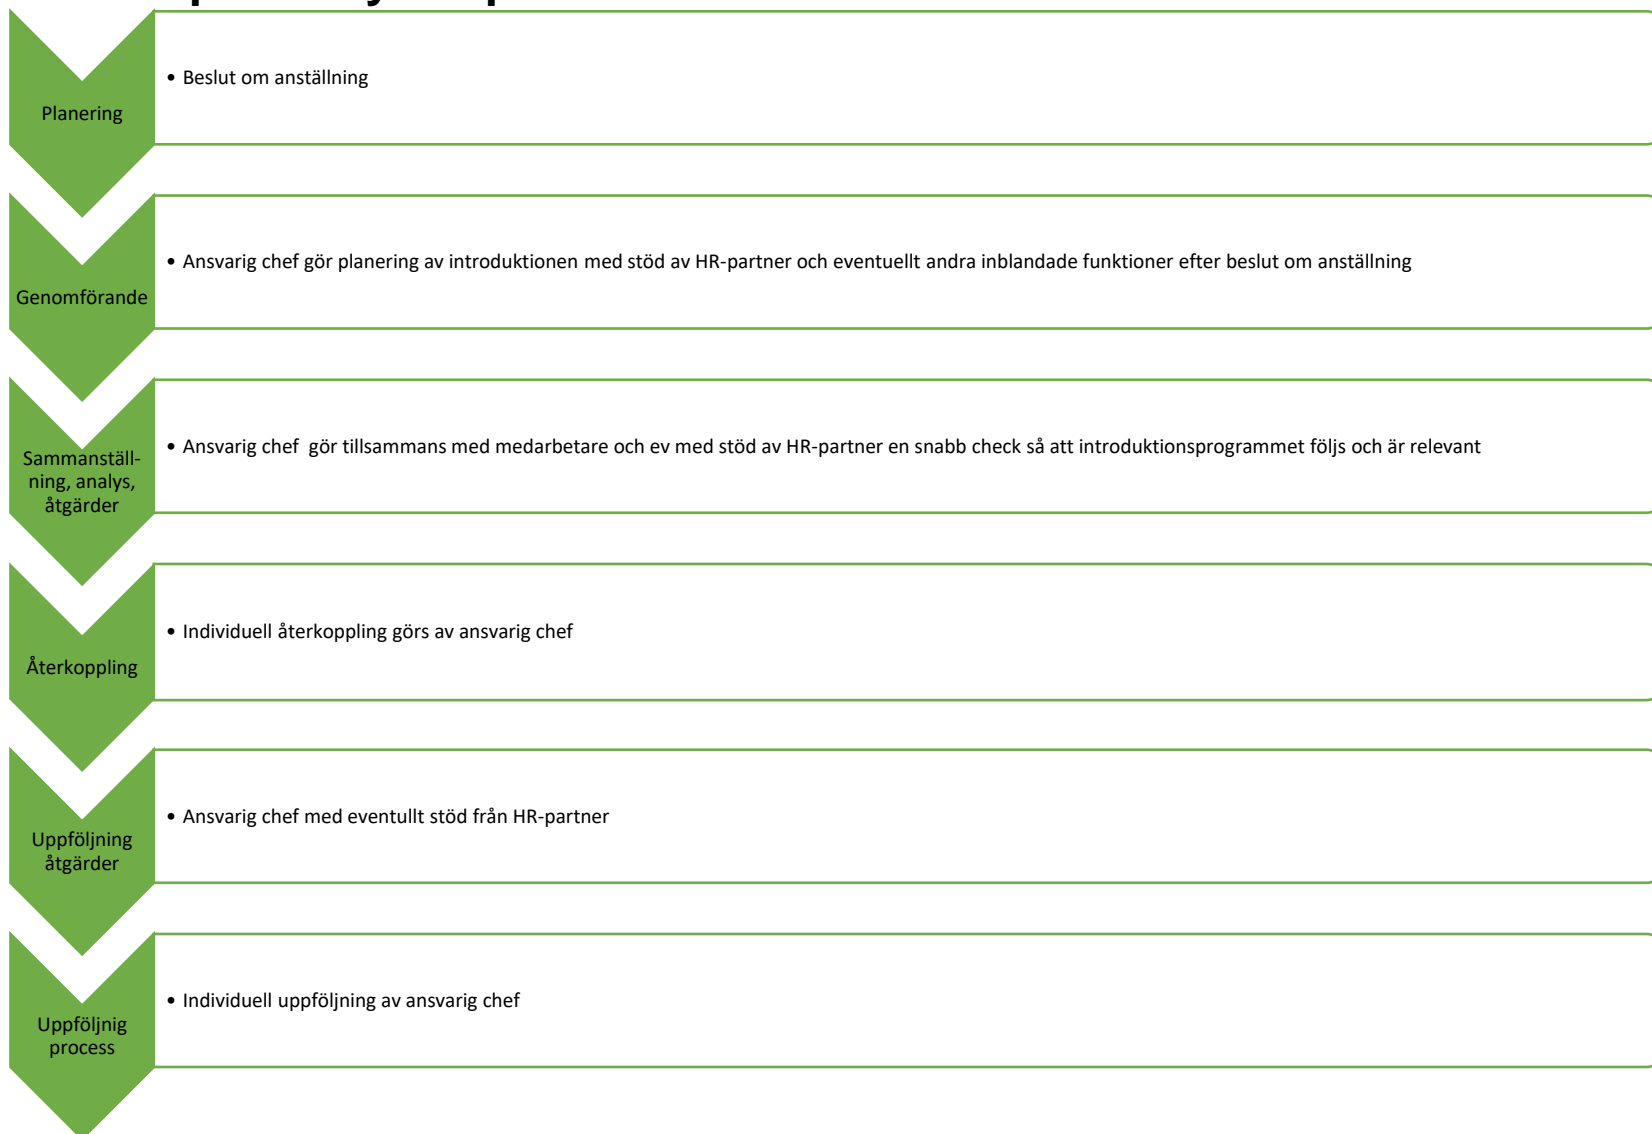 Planering
• Beslut om anställning
Genomförande
• Ansvarig chef gör planering av introduktionen med stöd av HR-partner och eventuellt andra inblandade funktioner efter beslut om anställning
Sammanställ-
ning, analys,
åtgärder
• Ansvarig chef  gör tillsammans med medarbetare och ev med stöd av HR-partner en snabb check så att introduktionsprogrammet följs och är relevant
Återkoppling
• Individuell återkoppling görs av ansvarig chef
Uppföljning
åtgärder
• Ansvarig chef med eventullt stöd från HR-partner
Uppföljnig
process
• Individuell uppföljning av ansvarig chef